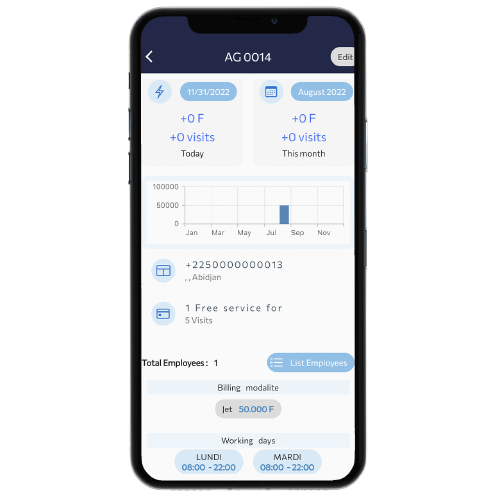 AG 0014
Edit
11/31/2022
August 2022
+0 F
+0 F
+0 visits
+0 visits
Today
This month
100000
50000
0
Jan Mar May Jul Sep Nov
+2250000000013
, , Abidjan
1 Free service for
5 Visits
Total Employees : 1
List Employees
Billing modalite
Jet 50.000 F
Working days
LUNDI
MARDI
08:00 - 22:00
08:00 - 22:00